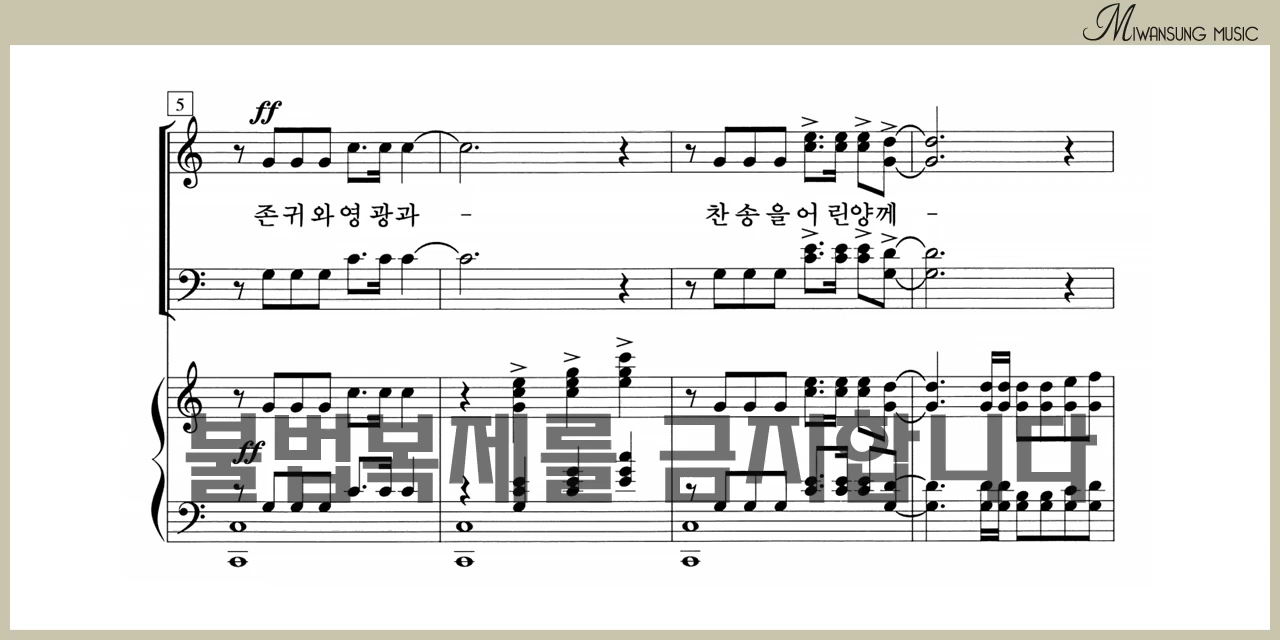 MIWANSUNG MUSIC
5
ff
존 귀 와 영 광 과 - 찬 송 을 어 린 양 께 -
ff
불법복제를 금지합니다